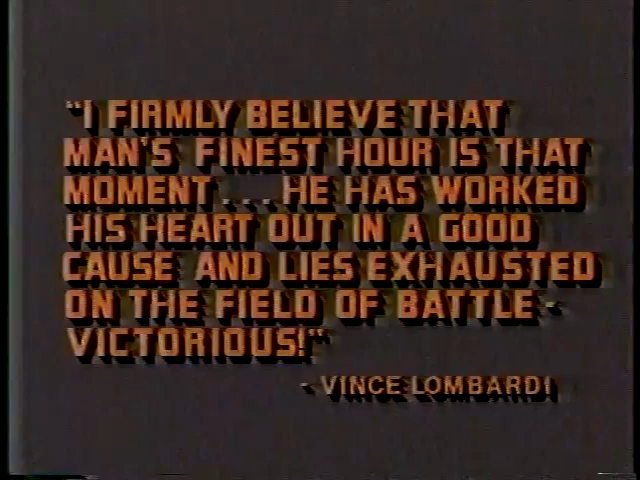 "I FIRMLY BELIEVE THAT
MAN'S FINEST HOUR IS THAT
MOMENT . . . HE HAS WORKED
HIS HEART OUT IN A GOOD
CAUSE AND LIES EXHAUSTED
ON THE FIELD OF BATTLE -
VICTORIOUS!"
- VINCE LOMBARDI